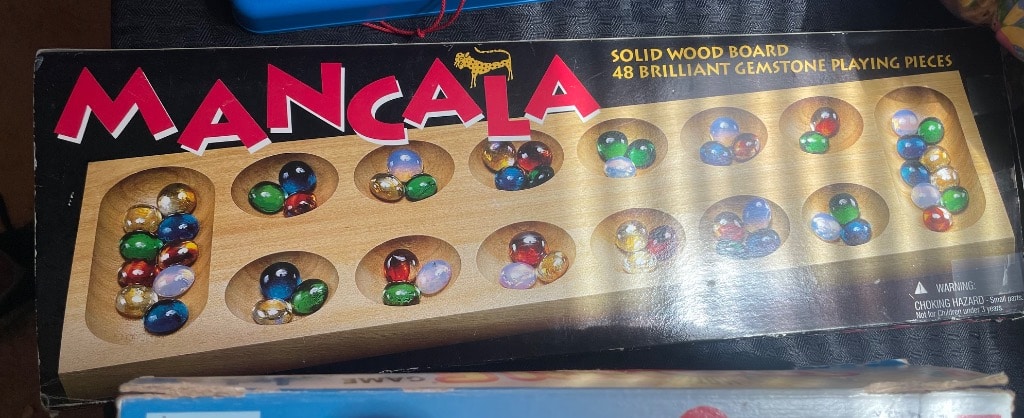 MANCALA
SOLID WOOD BOARD
48 BRILLIANT GEMSTONE PLAYING PIECES
WARNING:
CHOKING HAZARD - Small parts.
Not for Children under 3 years.
GAME